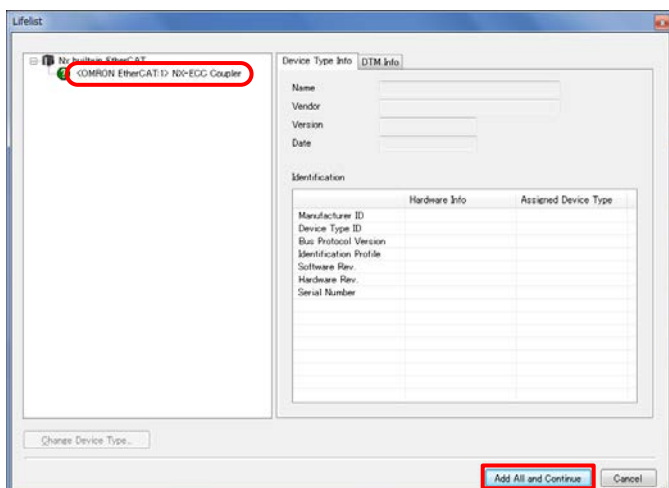 Lifelist
Nx builtin EtherCAT
<OMRON EtherCAT:1> NX-ECC Coupler
Device Type Info
DTM Info
Name
Vendor
Version
Date
Identification
Hardware Info
Assigned Device Type
Manufacturer ID
Device Type ID
Bus Protocol Version
Identification Profile
Software Rev.
Hardware Rev.
Serial Number
Change Device Type...
Add All and Continue
Cancel